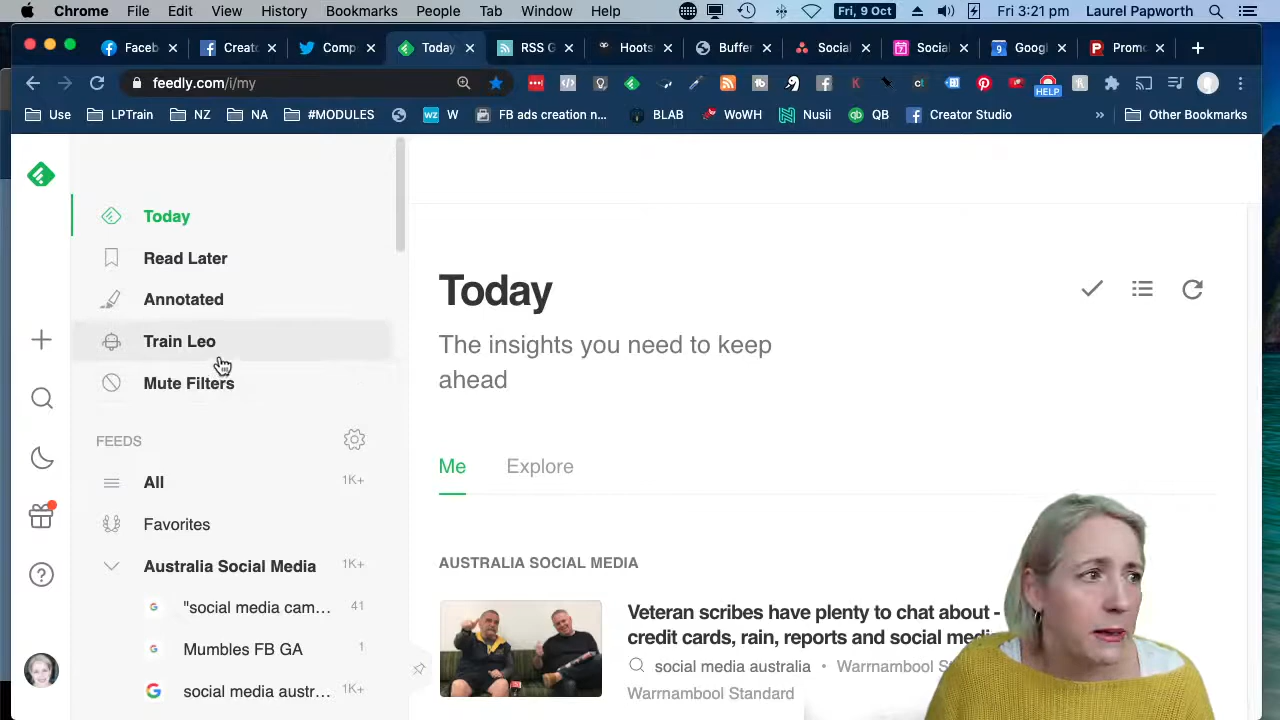 Chrome File Edit View History Bookmarks People Tab Window Help Fri, 9 Oct Fri 3:21 pm Laurel Papworth
Faceb Creato Comp Today RSS G Hoots Buffer Social Social Googl Promo
feedly.com/i/my
HELP
Use LPTrain NZ NA #MODULES W FB ads creation n... BLAB WoWH Nusii QB Creator Studio » Other Bookmarks
Today
Read Later
Annotated
Train Leo
Mute Filters
FEEDS
All 1K+
Favorites
Australia Social Media 1K+
"social media cam... 41
Mumbles FB GA 1
social media austr... 1K+
Today
The insights you need to keep
ahead
Me Explore
AUSTRALIA SOCIAL MEDIA
Veteran scribes have plenty to chat about -
credit cards, rain, reports and social
social media australia • Warrnambool
Warrnambool Standard